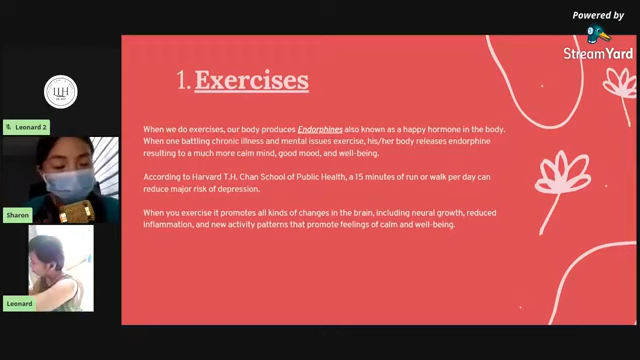 Powered by
StreamYard
1. Exercises
When we do exercises, our body produces Endorphines also known as a happy hormone in the body.
When one battling chronic illness and mental issues exercise, his/her body releases endorphine
resulting to a much more calm mind, good mood, and well-being.
According to Harvard T.H. Chan School of Public Health, a 15 minutes of run or walk per day can
reduce major risk of depression.
When you exercise it promotes all kinds of changes in the brain, including neural growth, reduced
inflammation, and new activity patterns that promote feelings of calm and well-being.
Leonard 2
Sharon
Leonard